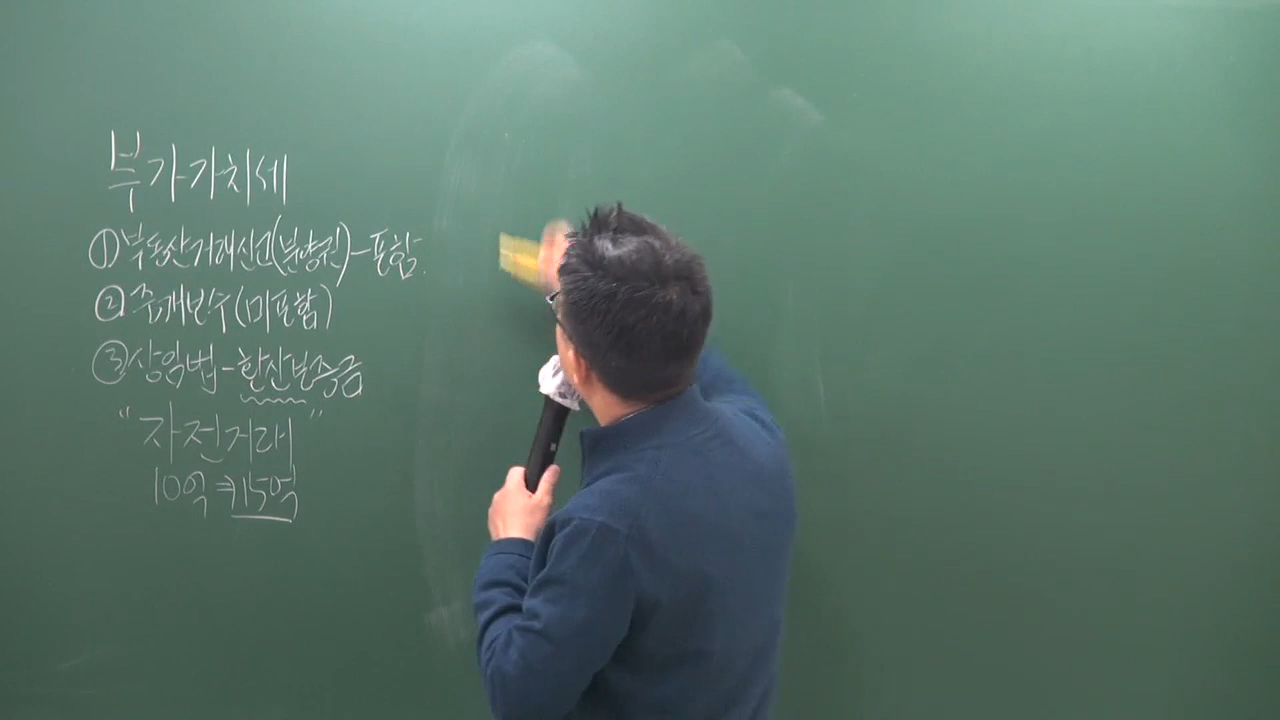 부가가치세
①부동산거래신고(분양권)-포함.
②중개보수(미포함)
③상임법-환산보증금
"자전거래"
10억⇒15억